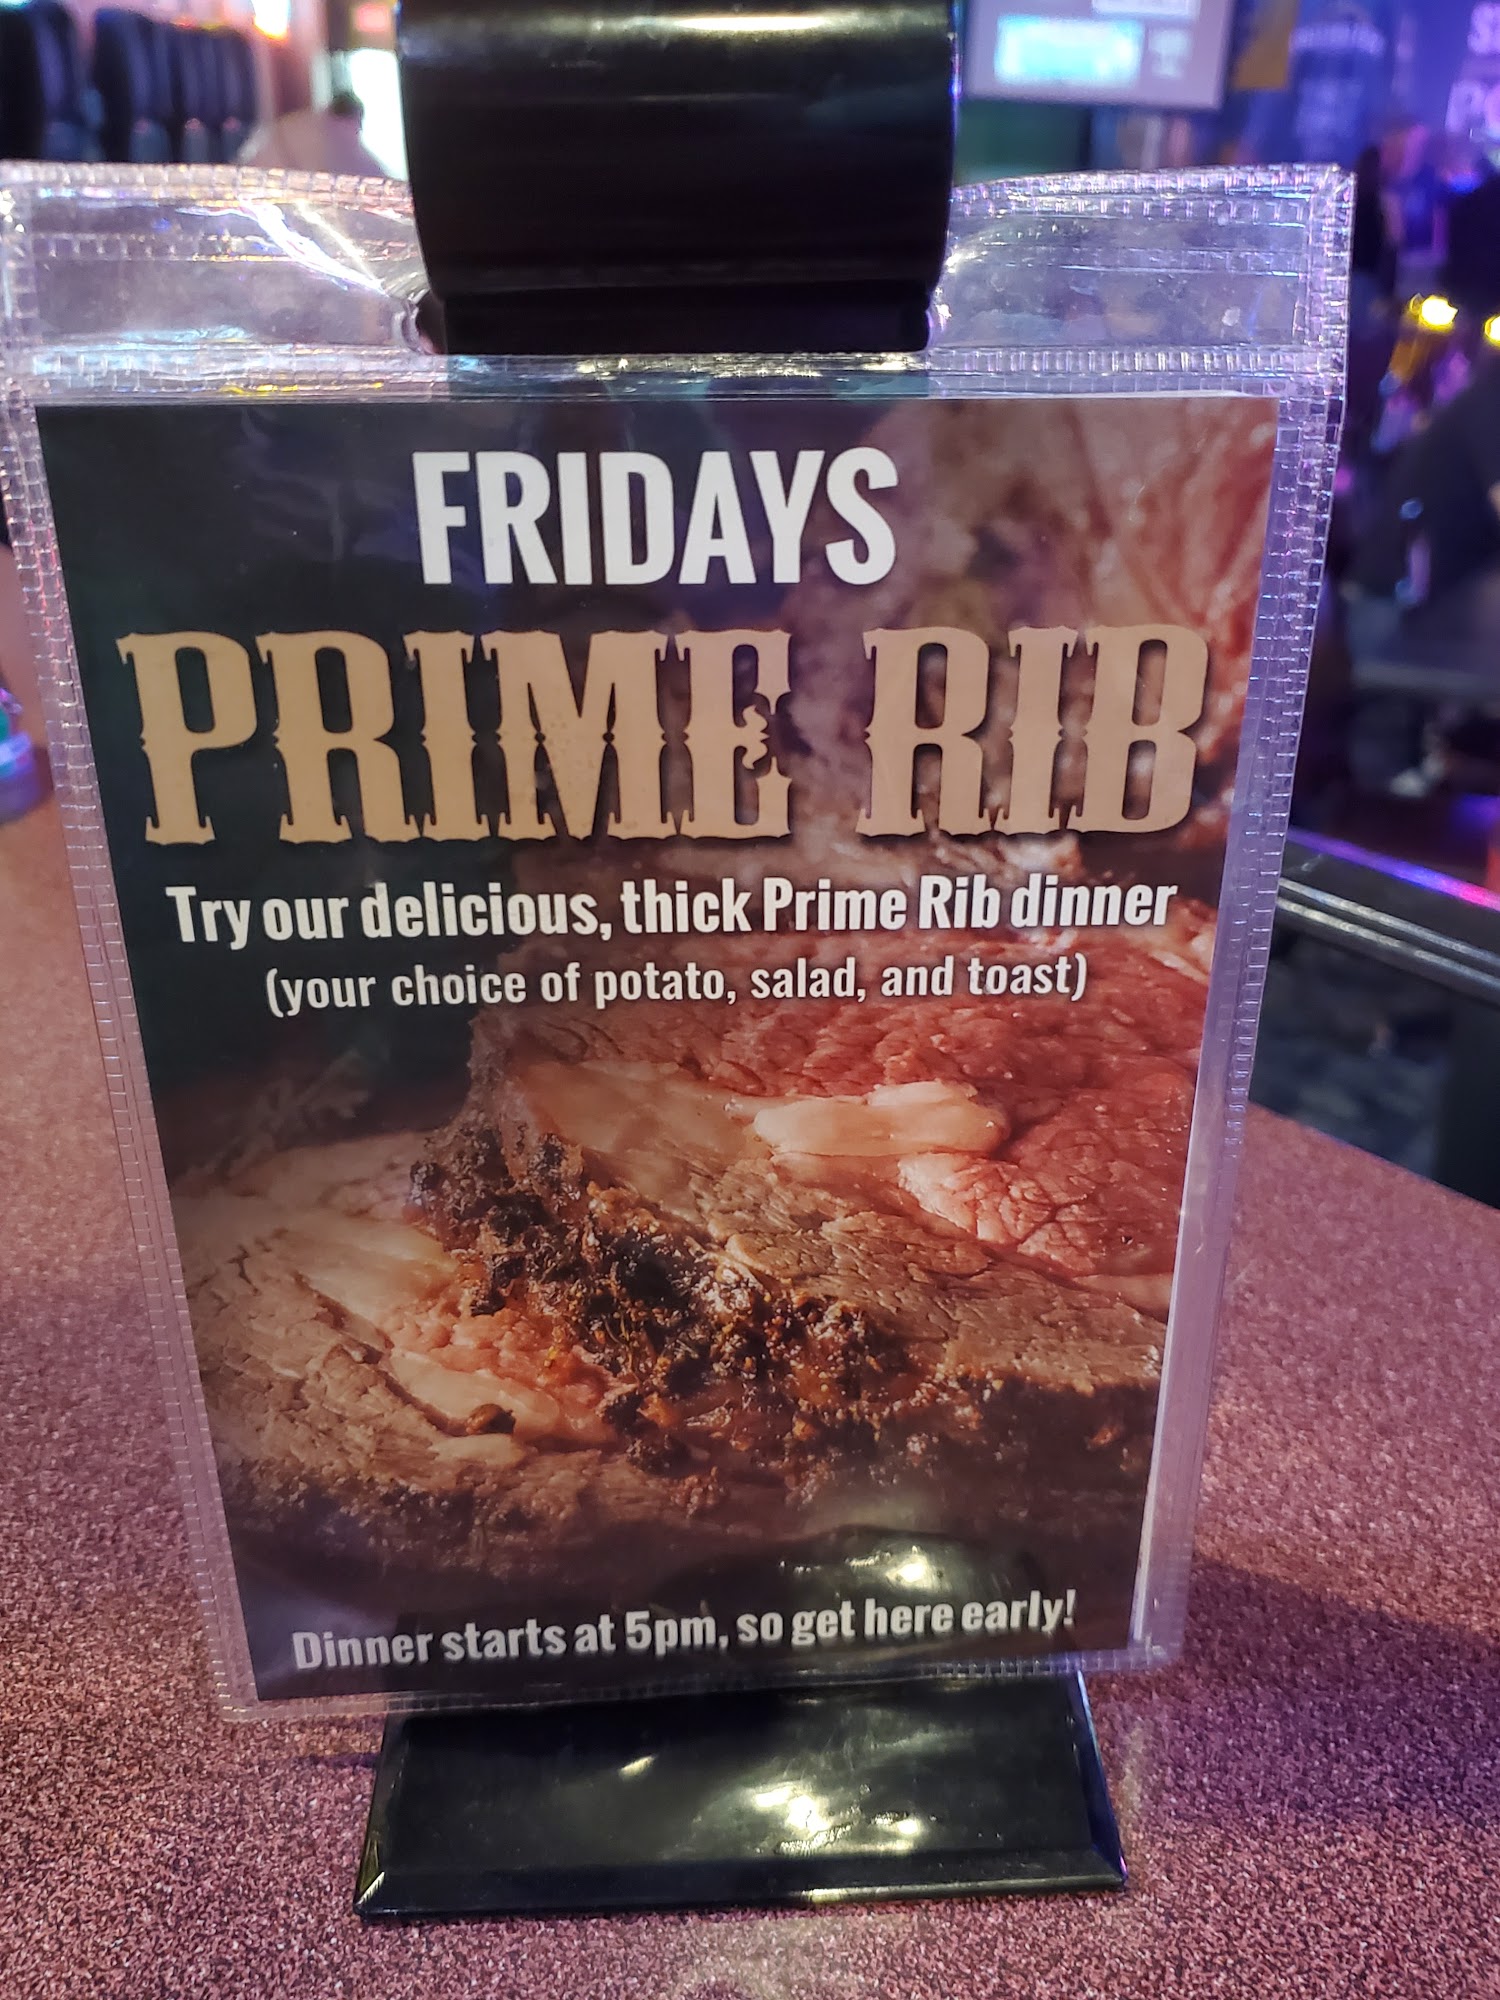 FRIDAYS
PRIME RIB
Try our delicious, thick Prime Rib dinner
(your choice of potato, salad, and toast)
Dinner starts at 5pm, so get here early!